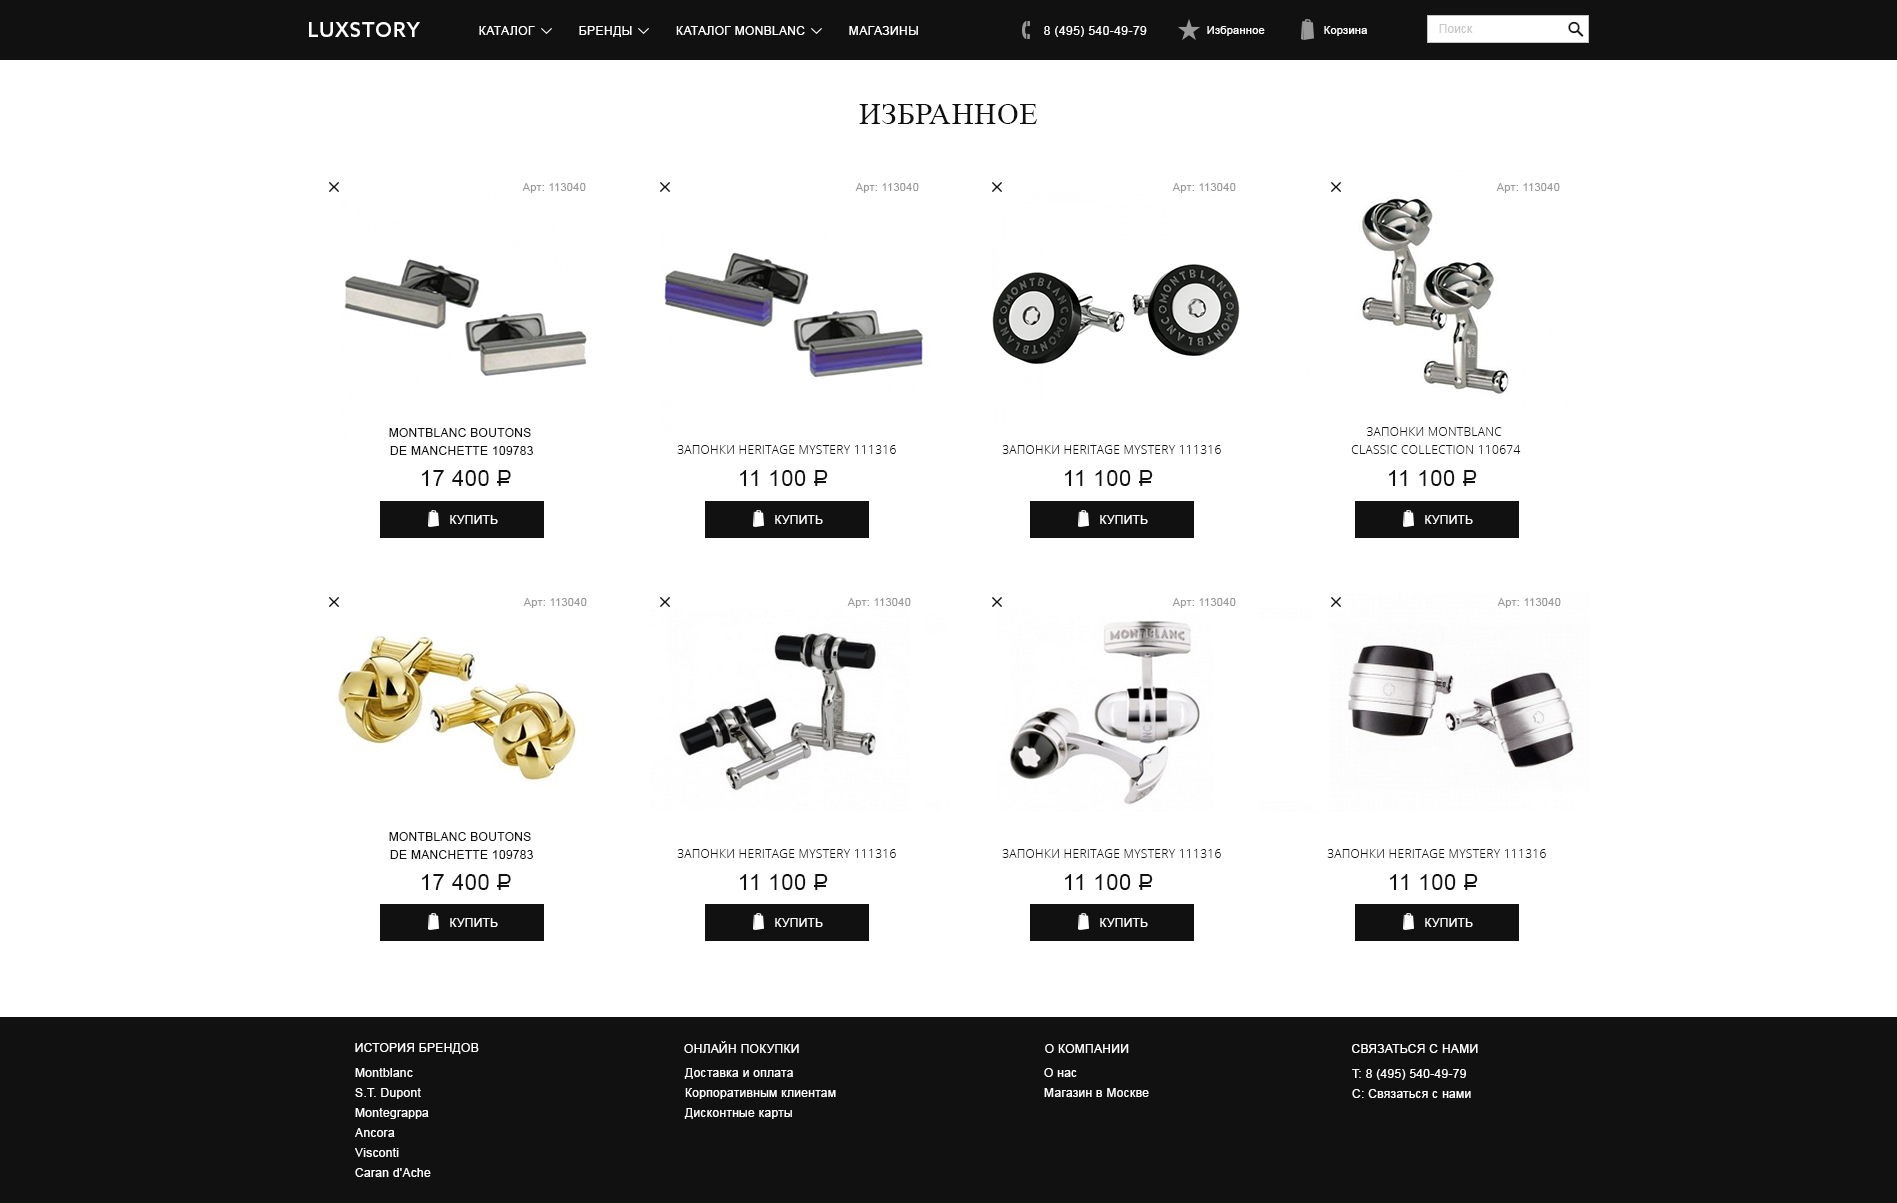 LUXSTORY
КАТАЛОГ
БРЕНДЫ
КАТАЛОГ MONBLANC
МАГАЗИНЫ
8 (495) 540-49-79
Избранное
Корзина
Поиск
ИЗБРАННОЕ
Арт: 113040
Арт: 113040
Арт: 113040
Арт: 113040
MONTBLANC BOUTONS
DE MANCHETTE 109783
17 400 ₽
КУПИТЬ
ЗАПОНКИ HERITAGE MYSTERY 111316
11 100 ₽
КУПИТЬ
ЗАПОНКИ HERITAGE MYSTERY 111316
11 100 ₽
КУПИТЬ
ЗАПОНКИ MONTBLANC
CLASSIC COLLECTION 110674
11 100 ₽
КУПИТЬ
Арт: 113040
Арт: 113040
Арт: 113040
Арт: 113040
MONTBLANC
MONTBLANC BOUTONS
DE MANCHETTE 109783
17 400 ₽
КУПИТЬ
ЗАПОНКИ HERITAGE MYSTERY 111316
11 100 ₽
КУПИТЬ
ЗАПОНКИ HERITAGE MYSTERY 111316
11 100 ₽
КУПИТЬ
ЗАПОНКИ HERITAGE MYSTERY 111316
11 100 ₽
КУПИТЬ
ИСТОРИЯ БРЕНДОВ
Montblanc
S.T. Dupont
Montegrappa
Ancora
Visconti
Caran d'Ache
ОНЛАЙН ПОКУПКИ
Доставка и оплата
Корпоративным клиентам
Дисконтные карты
О КОМПАНИИ
О нас
Магазин в Москве
СВЯЗАТЬСЯ С НАМИ
Т: 8 (495) 540-49-79
С: Связаться с нами